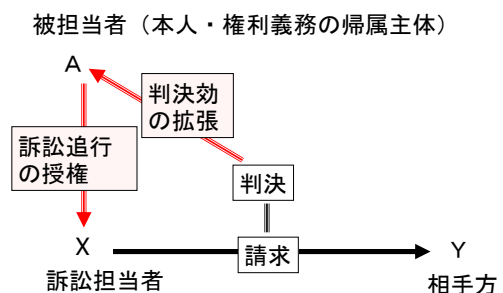 被担当者（本人・権利義務の帰属主体）
A
判決効
の拡張
訴訟追行
の授権
判決
X
請求
Y
訴訟担当者
相手方